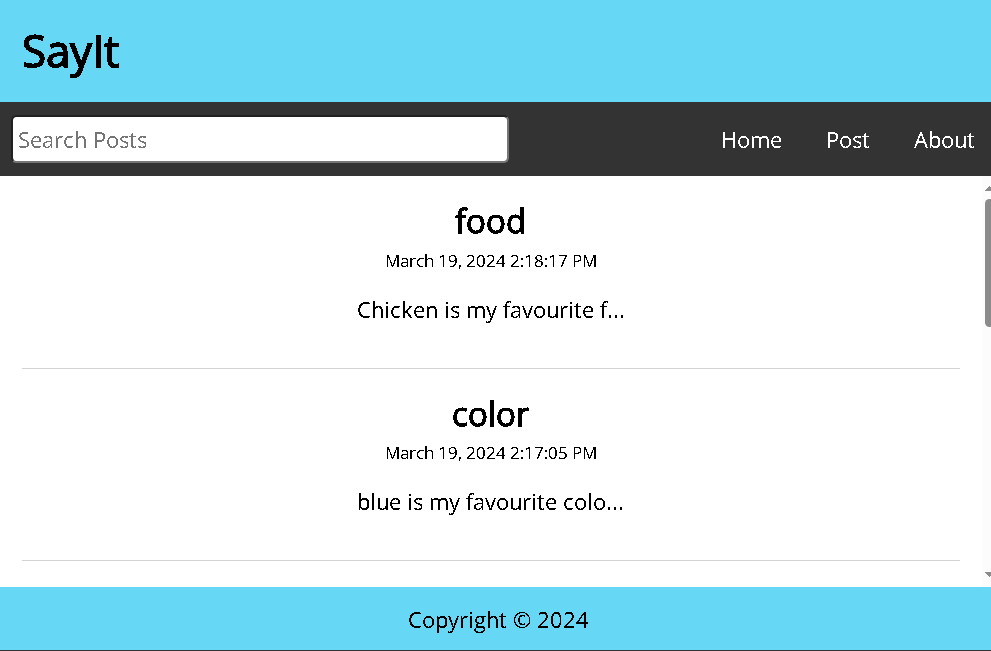 SayIt
Search Posts
Home Post About
food
March 19, 2024 2:18:17 PM
Chicken is my favourite f...
color
March 19, 2024 2:17:05 PM
blue is my favourite colo...
Copyright © 2024